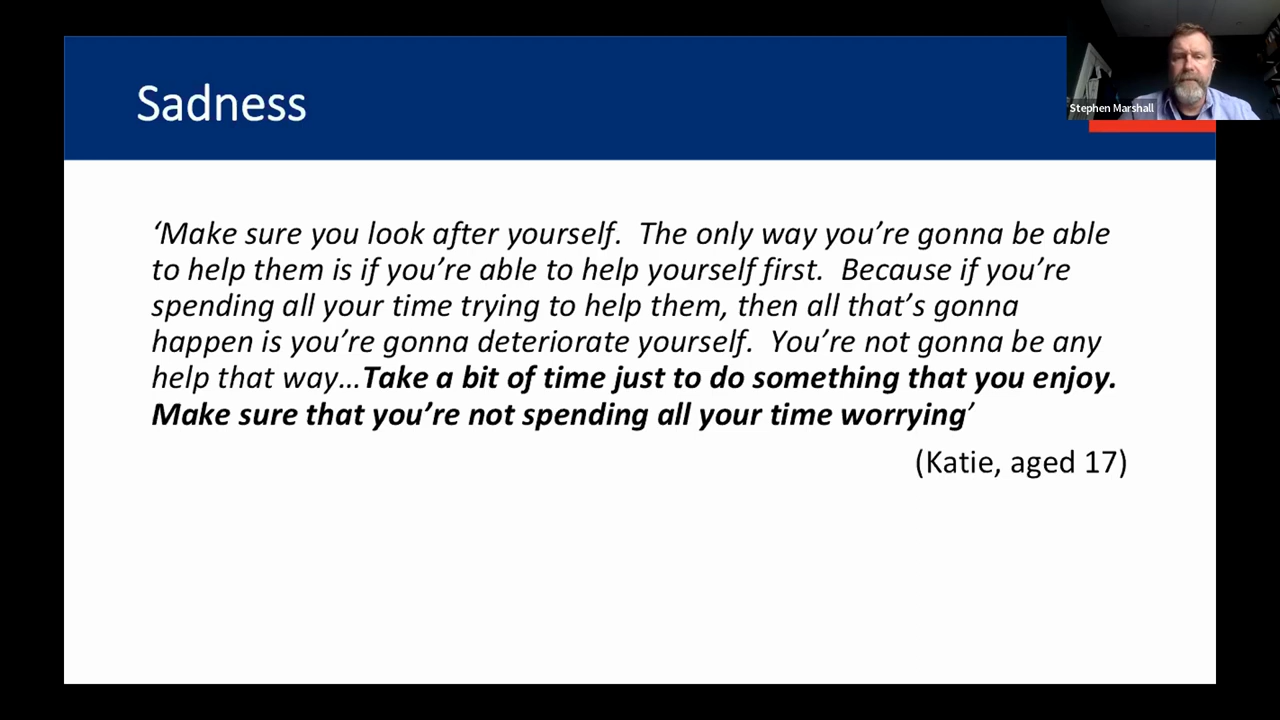 Sadness
Stephen Marshall
‘Make sure you look after yourself.  The only way you’re gonna be able
to help them is if you’re able to help yourself first.  Because if you’re
spending all your time trying to help them, then all that’s gonna
happen is you’re gonna deteriorate yourself.  You’re not gonna be any
help that way…Take a bit of time just to do something that you enjoy.
Make sure that you’re not spending all your time worrying’
(Katie, aged 17)